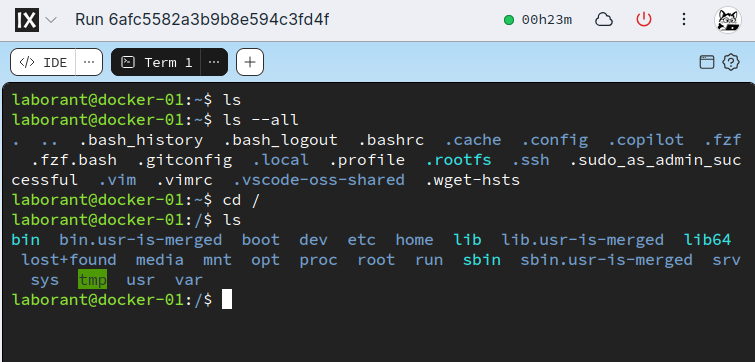 IX Run 6afc5582a3b9b8e594c3fd4f 00h23m
</> IDE ... >_ Term 1 ... +
laborant@docker-01:~$ ls
laborant@docker-01:~$ ls --all
. .. .bash_history .bash_logout .bashrc .cache .config .copilot .fzf
.fzf.bash .gitconfig .local .profile .rootfs .ssh .sudo_as_admin_suc
cessful .vim .vimrc .vscode-oss-shared .wget-hsts
laborant@docker-01:~$ cd /
laborant@docker-01:/$ ls
bin bin.usr-is-merged boot dev etc home lib lib.usr-is-merged lib64
lost+found media mnt opt proc root run sbin sbin.usr-is-merged srv
sys tmp usr var
laborant@docker-01:/$